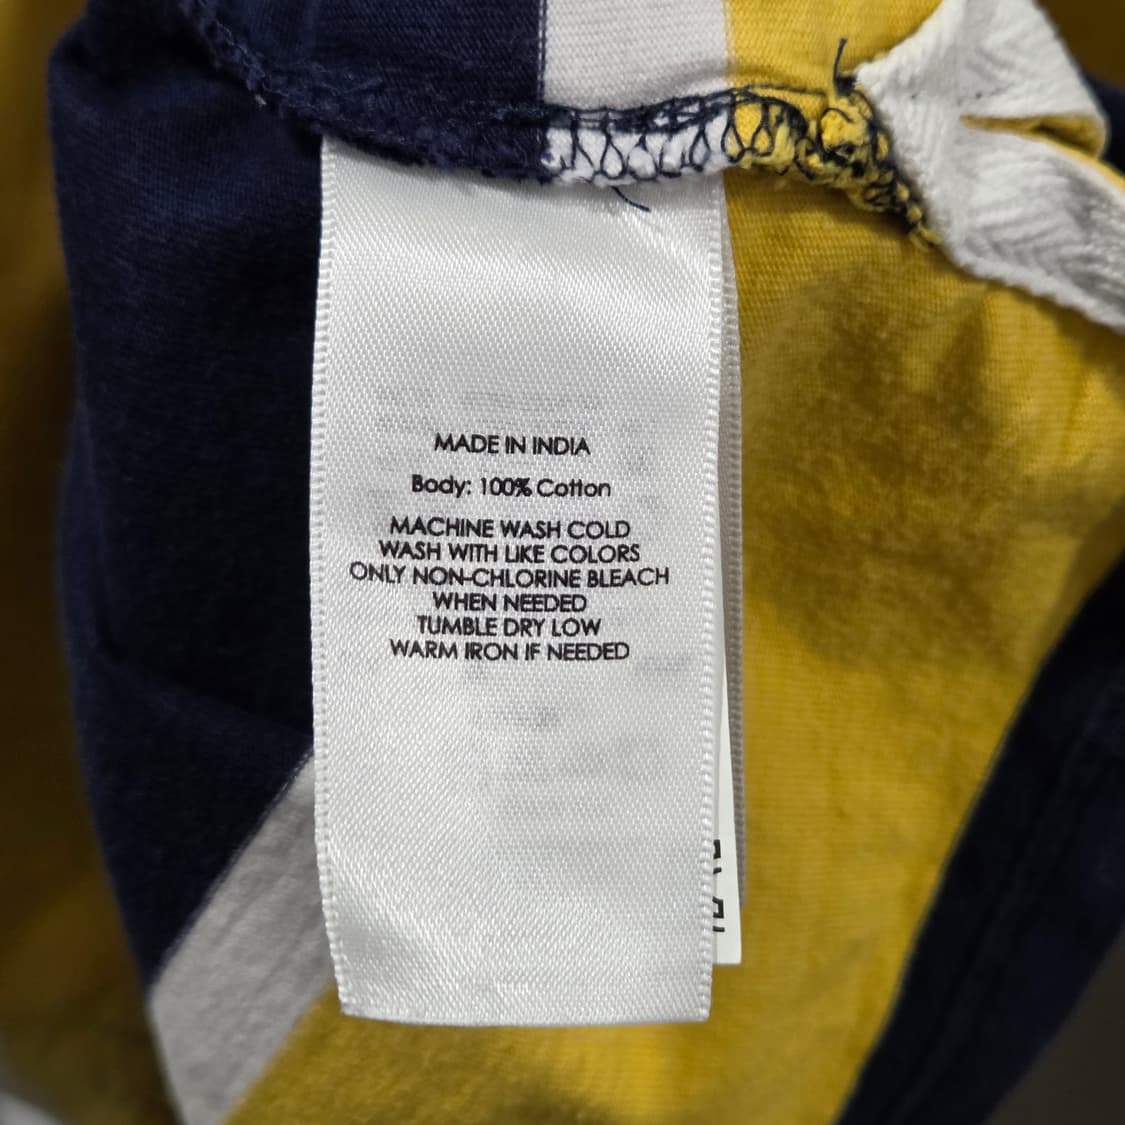 MADE IN INDIA
Body: 100% Cotton
MACHINE WASH COLD
WASH WITH LIKE COLORS
ONLY NON-CHLORINE BLEACH
WHEN NEEDED
TUMBLE DRY LOW
WARM IRON IF NEEDED